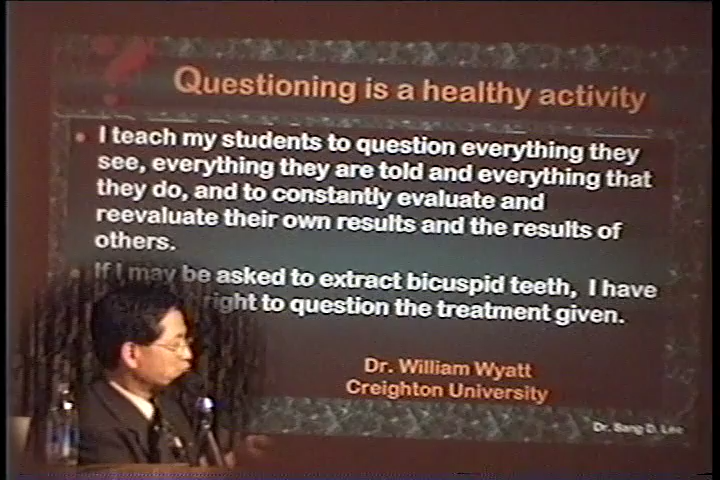 ?
Questioning is a healthy activity
• I teach my students to question everything they
see, everything they are told and everything that
they do, and to constantly evaluate and
reevaluate their own results and the results of
others.
• If I may be asked to extract bicuspid teeth, I have
right to question the treatment given.
Dr. William Wyatt
Creighton University
Dr. Sang D. Lee